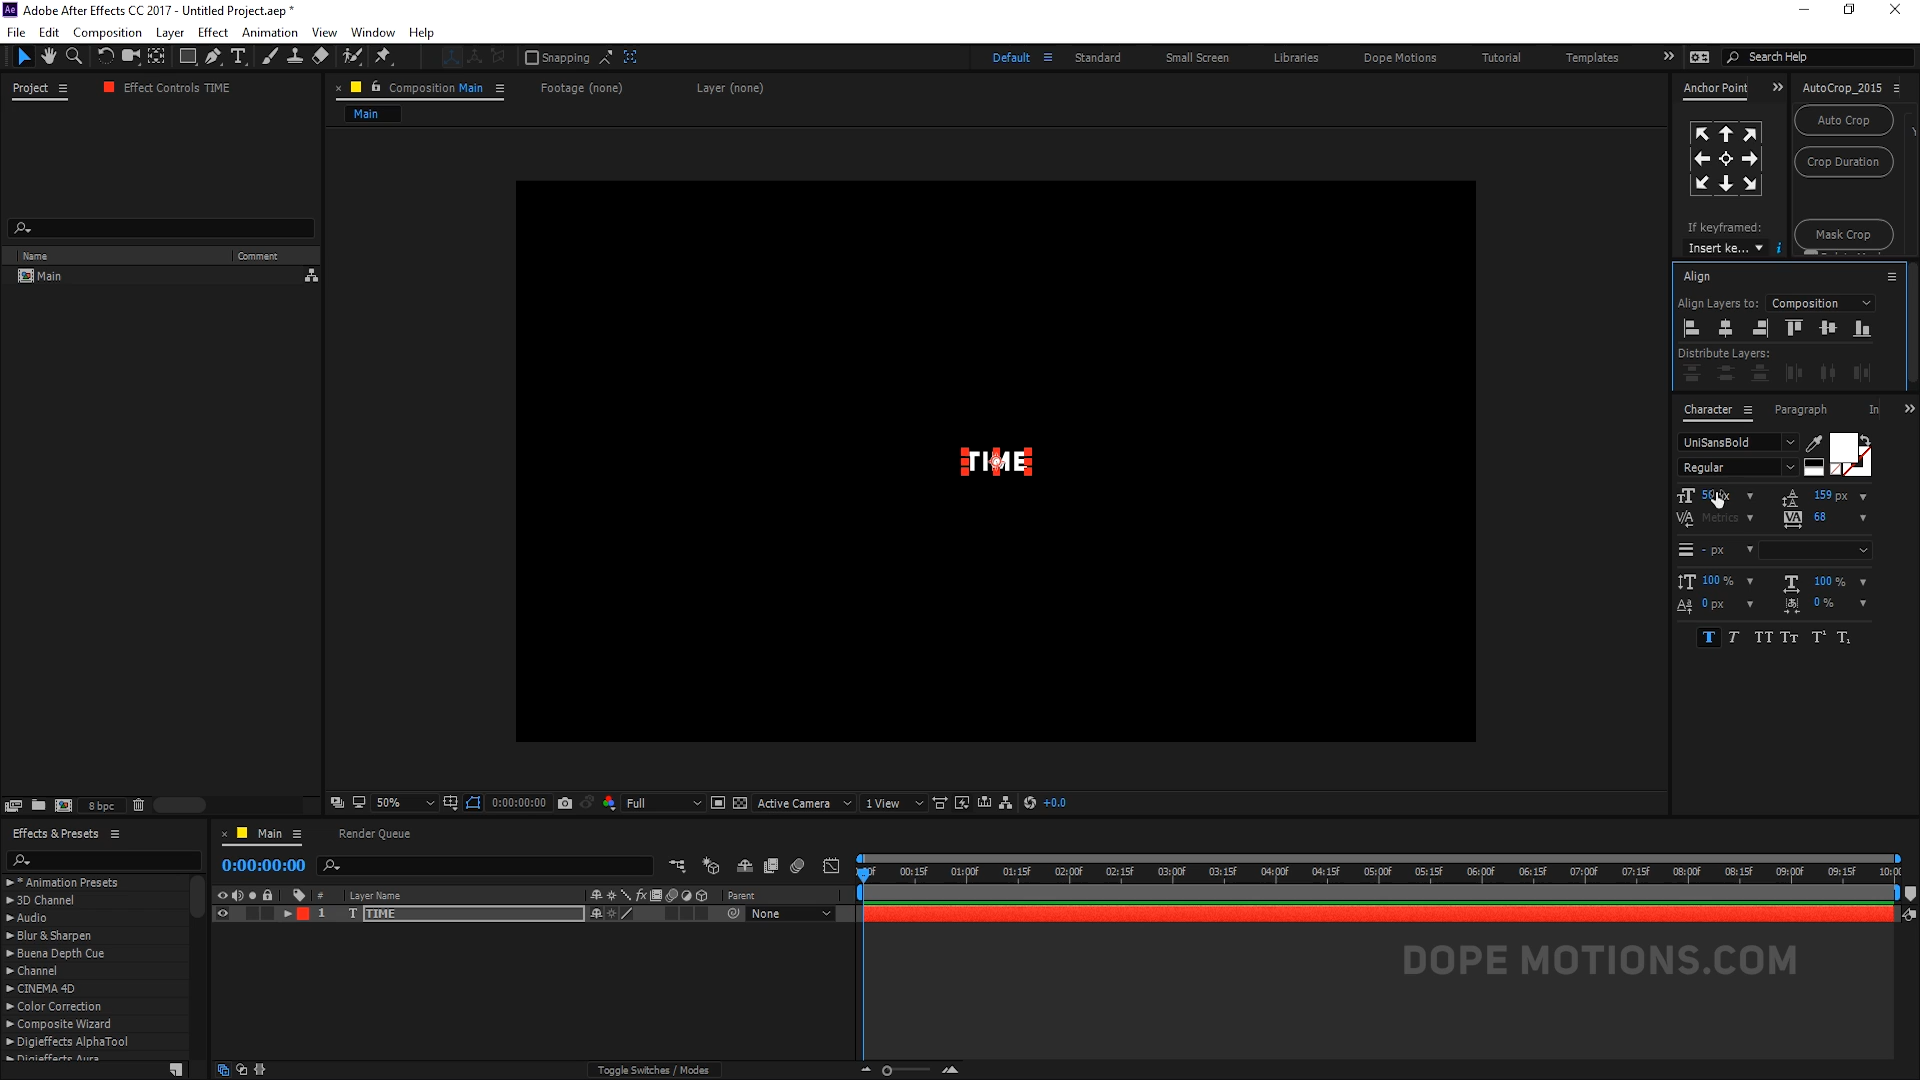 Adobe After Effects CC 2017 - Untitled Project.aep *
File Edit Composition Layer Effect Animation View Window Help
Snapping Default Standard Small Screen Libraries Dope Motions Tutorial Templates Search Help
Project Effect Controls TIME Composition Main Footage (none) Layer (none) Anchor Point AutoCrop_2015
Main
Auto Crop
Crop Duration
If keyframed:
Insert ke...
Mask Crop
Name Comment
Main
Align
Align Layers to: Composition
Distribute Layers:
Character Paragraph In
UniSansBold
Regular
px 159 px
Metrics 68
- px
100 % 100 %
0 px 0 %
TIME
8 bpc 50% 0:00:00:00 Full Active Camera 1 View +0.0
Effects & Presets Main Render Queue
0:00:00:00
00:15f 01:00f 01:15f 02:00f 02:15f 03:00f 03:15f 04:00f 04:15f 05:00f 05:15f 06:00f 06:15f 07:00f 07:15f 08:00f 08:15f 09:00f 09:15f 10:0
# Layer Name Parent
1 TIME None
* Animation Presets
3D Channel
Audio
Blur & Sharpen
Buena Depth Cue
Channel
CINEMA 4D
Color Correction
Composite Wizard
Digieffects AlphaTool
Digieffects Aura
DOPE MOTIONS.COM
Toggle Switches / Modes